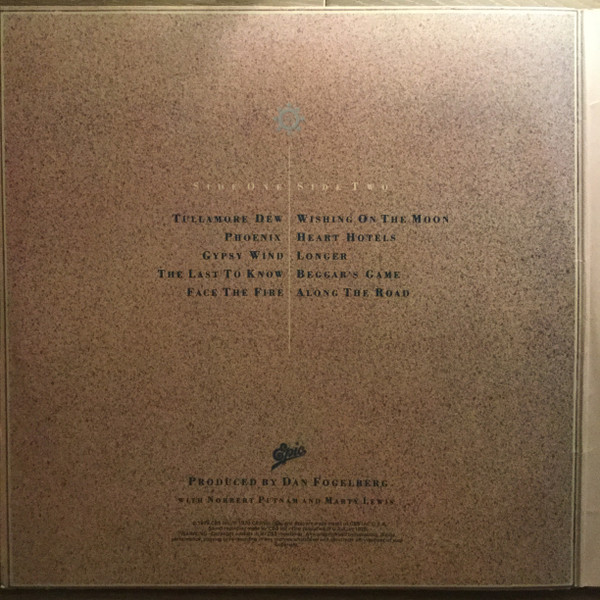 SIDE ONE SIDE TWO
TULLAMORE DEW WISHING ON THE MOON
PHOENIX HEART HOTELS
GYPSY WIND LONGER
THE LAST TO KNOW BEGGAR'S GAME
FACE THE FIRE ALONG THE ROAD
Epic
PRODUCED BY DAN FOGELBERG
WITH NORBERT PUTNAM AND MARTY LEWIS